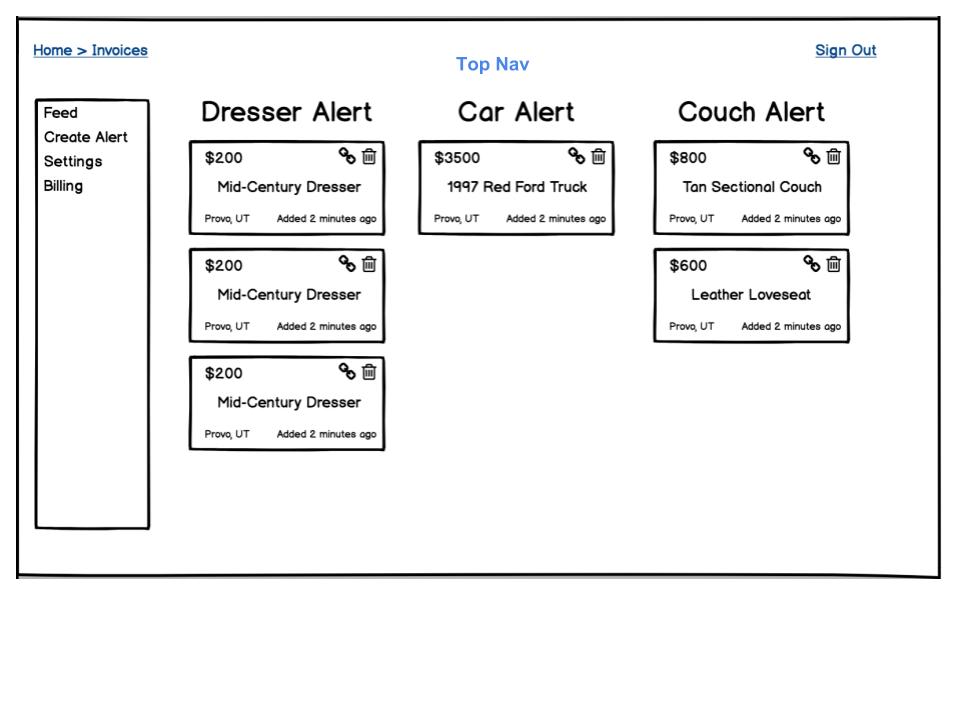 Home > Invoices
Top Nav
Sign Out
Feed
Create Alert
Settings
Billing
Dresser Alert
$200
Mid-Century Dresser
Provo, UT Added 2 minutes ago
$200
Mid-Century Dresser
Provo, UT Added 2 minutes ago
$200
Mid-Century Dresser
Provo, UT Added 2 minutes ago
Car Alert
$3500
1997 Red Ford Truck
Provo, UT Added 2 minutes ago
Couch Alert
$800
Tan Sectional Couch
Provo, UT Added 2 minutes ago
$600
Leather Loveseat
Provo, UT Added 2 minutes ago